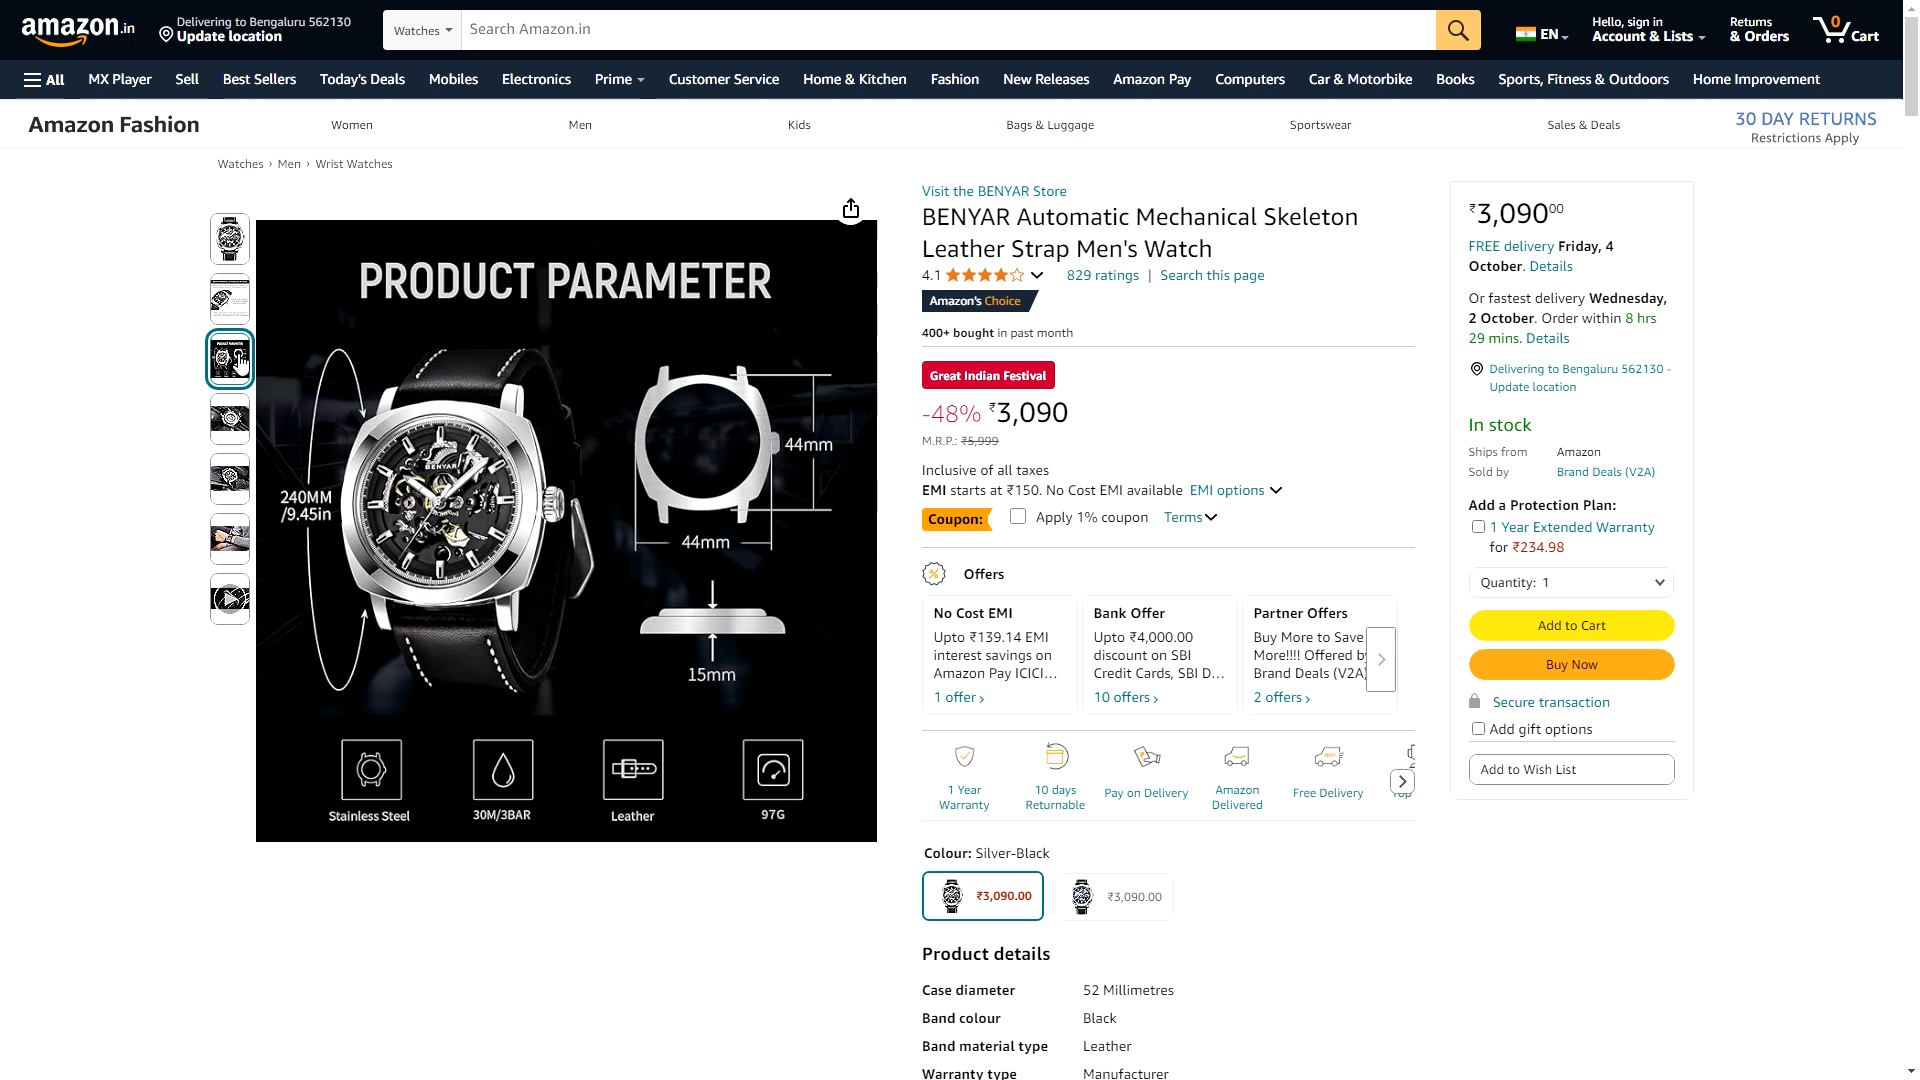 amazon.in
Delivering to Bengaluru 562130
Update location
Watches
Search Amazon.in
EN
Hello, sign in
Account & Lists
Returns
& Orders
0
Cart
All
MX Player
Sell
Best Sellers
Today's Deals
Mobiles
Electronics
Prime
Customer Service
Home & Kitchen
Fashion
New Releases
Amazon Pay
Computers
Car & Motorbike
Books
Sports, Fitness & Outdoors
Home Improvement
Amazon Fashion
Women
Men
Kids
Bags & Luggage
Sportswear
Sales & Deals
30 DAY RETURNS
Restrictions Apply
Watches › Men › Wrist Watches
PRODUCT PARAMETER
240MM
/9.45in
BENYAR
44mm
44mm
15mm
Stainless Steel
30M/3BAR
Leather
97G
Visit the BENYAR Store
BENYAR Automatic Mechanical Skeleton
Leather Strap Men's Watch
4.1
829 ratings | Search this page
Amazon's Choice
400+ bought in past month
Great Indian Festival
-48% ₹3,090
M.R.P.: ₹5,999
Inclusive of all taxes
EMI starts at ₹150. No Cost EMI available EMI options
Coupon: Apply 1% coupon Terms
Offers
No Cost EMI
Upto ₹139.14 EMI
interest savings on
Amazon Pay ICICI…
1 offer ›
Bank Offer
Upto ₹4,000.00
discount on SBI
Credit Cards, SBI D…
10 offers ›
Partner Offers
Buy More to Save
More!!!! Offered by
Brand Deals (V2A)
2 offers ›
1 Year
Warranty
10 days
Returnable
Pay on Delivery
Amazon
Delivered
Free Delivery
Colour: Silver-Black
₹3,090.00
₹3,090.00
Product details
Case diameter 52 Millimetres
Band colour Black
Band material type Leather
Warranty type Manufacturer
₹3,09000
FREE delivery Friday, 4
October. Details
Or fastest delivery Wednesday,
2 October. Order within 8 hrs
29 mins. Details
Delivering to Bengaluru 562130 -
Update location
In stock
Ships from Amazon
Sold by Brand Deals (V2A)
Add a Protection Plan:
1 Year Extended Warranty
for ₹234.98
Quantity: 1
Add to Cart
Buy Now
Secure transaction
Add gift options
Add to Wish List